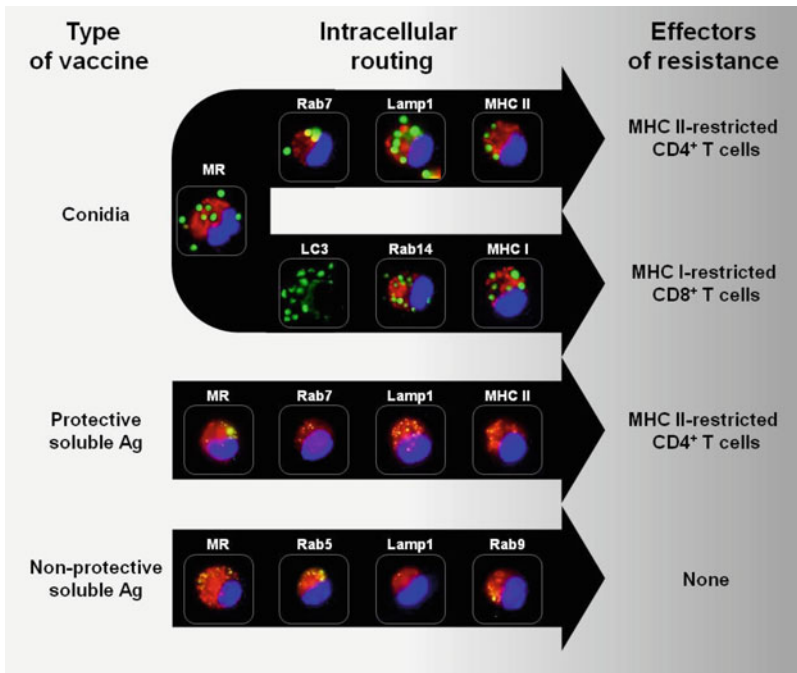 Type
of vaccine
Intracellular
routing
Effectors
of resistance
Conidia
MR
Rab7
Lamp1
MHC II
MHC II-restricted
CD4⁺ T cells
LC3
Rab14
MHC I
MHC I-restricted
CD8⁺ T cells
Protective
soluble Ag
MR
Rab7
Lamp1
MHC II
MHC II-restricted
CD4⁺ T cells
Non-protective
soluble Ag
MR
Rab5
Lamp1
Rab9
None